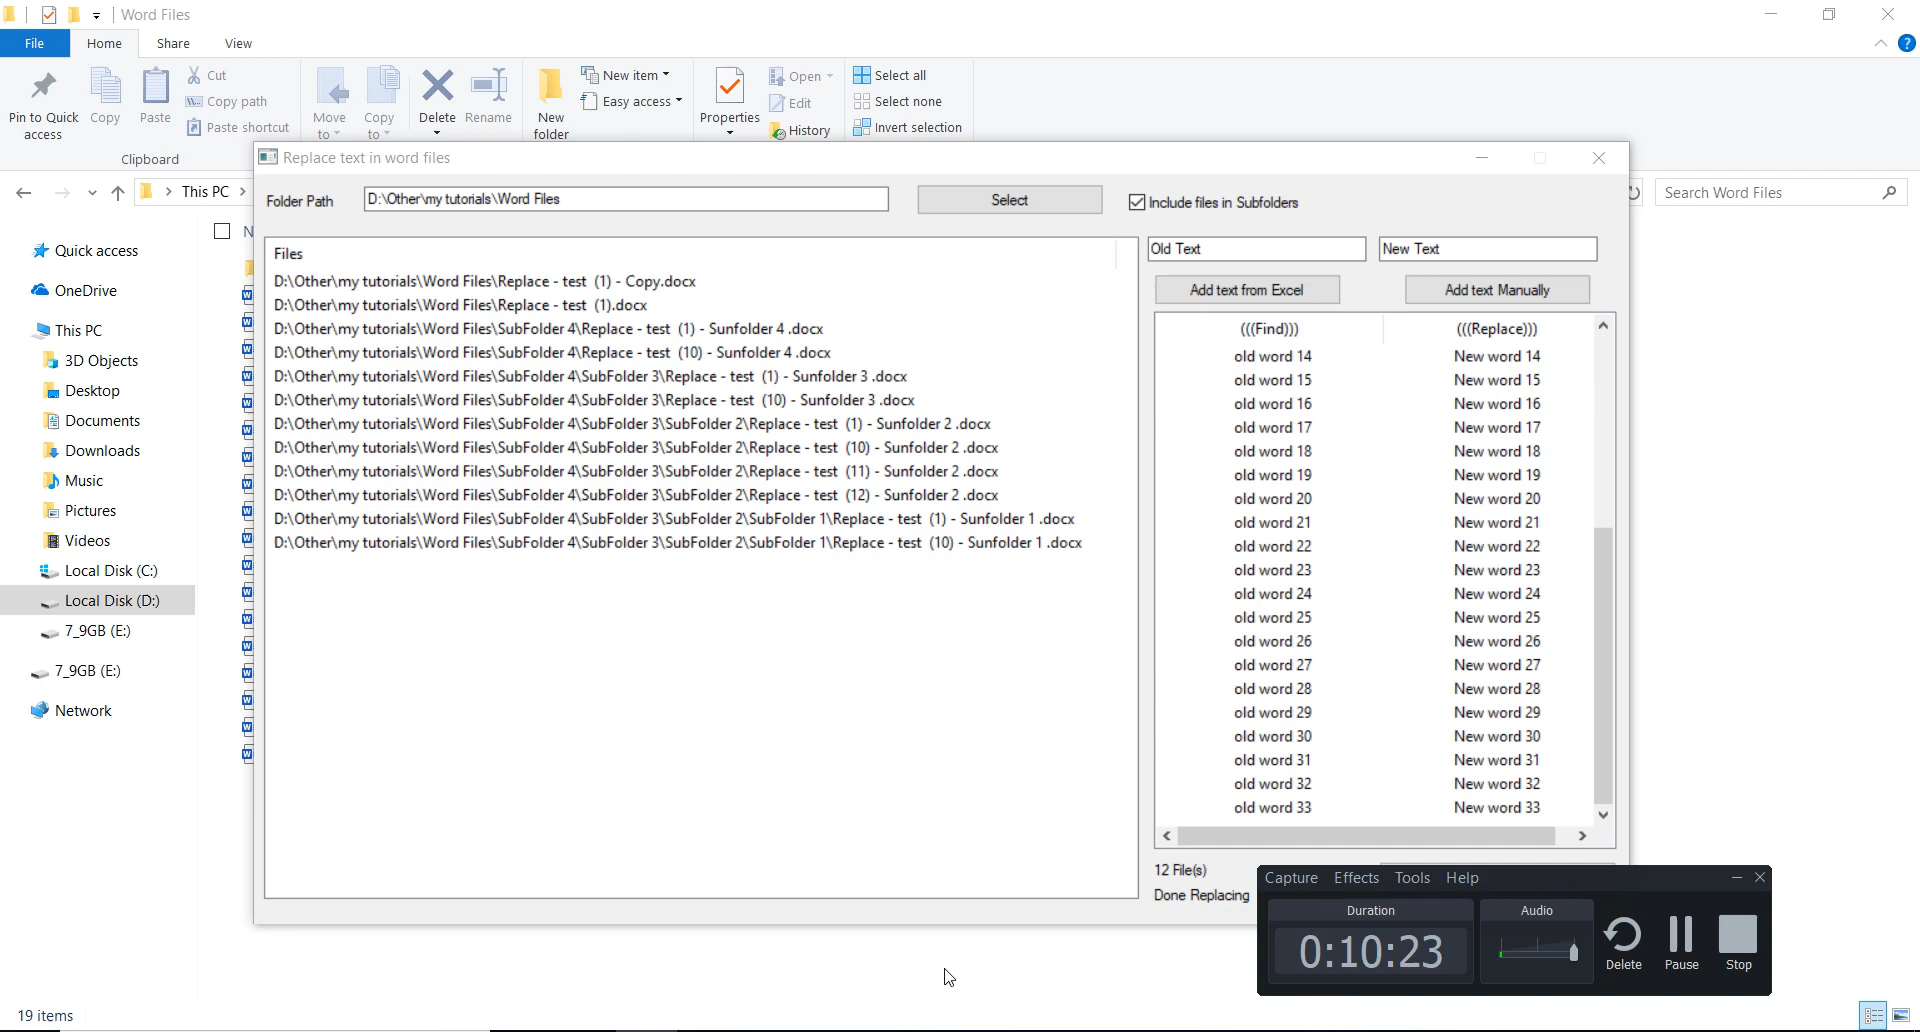 Word Files
File
Home
Share
View
?
Pin to Quick access
Copy
Paste
Cut
Copy path
Paste shortcut
Clipboard
Move to
Copy to
Delete
Rename
New folder
New item
Easy access
Properties
Open
Edit
History
Select all
Select none
Invert selection
This PC
Search Word Files
Quick access
OneDrive
This PC
3D Objects
Desktop
Documents
Downloads
Music
Pictures
Videos
Local Disk (C:)
Local Disk (D:)
7_9GB (E:)
7_9GB (E:)
Network
N
Replace text in word files
Folder Path
D:\Other\my tutorials\Word Files
Select
Include files in Subfolders
Files
D:\Other\my tutorials\Word Files\Replace - test (1) - Copy.docx
D:\Other\my tutorials\Word Files\Replace - test (1).docx
D:\Other\my tutorials\Word Files\SubFolder 4\Replace - test (1) - Sunfolder 4 .docx
D:\Other\my tutorials\Word Files\SubFolder 4\Replace - test (10) - Sunfolder 4 .docx
D:\Other\my tutorials\Word Files\SubFolder 4\SubFolder 3\Replace - test (1) - Sunfolder 3 .docx
D:\Other\my tutorials\Word Files\SubFolder 4\SubFolder 3\Replace - test (10) - Sunfolder 3 .docx
D:\Other\my tutorials\Word Files\SubFolder 4\SubFolder 3\SubFolder 2\Replace - test (1) - Sunfolder 2 .docx
D:\Other\my tutorials\Word Files\SubFolder 4\SubFolder 3\SubFolder 2\Replace - test (10) - Sunfolder 2 .docx
D:\Other\my tutorials\Word Files\SubFolder 4\SubFolder 3\SubFolder 2\Replace - test (11) - Sunfolder 2 .docx
D:\Other\my tutorials\Word Files\SubFolder 4\SubFolder 3\SubFolder 2\Replace - test (12) - Sunfolder 2 .docx
D:\Other\my tutorials\Word Files\SubFolder 4\SubFolder 3\SubFolder 2\SubFolder 1\Replace - test (1) - Sunfolder 1 .docx
D:\Other\my tutorials\Word Files\SubFolder 4\SubFolder 3\SubFolder 2\SubFolder 1\Replace - test (10) - Sunfolder 1 .docx
Old Text
New Text
Add text from Excel
Add text Manually
(((Find))) (((Replace)))
old word 14 New word 14
old word 15 New word 15
old word 16 New word 16
old word 17 New word 17
old word 18 New word 18
old word 19 New word 19
old word 20 New word 20
old word 21 New word 21
old word 22 New word 22
old word 23 New word 23
old word 24 New word 24
old word 25 New word 25
old word 26 New word 26
old word 27 New word 27
old word 28 New word 28
old word 29 New word 29
old word 30 New word 30
old word 31 New word 31
old word 32 New word 32
old word 33 New word 33
12 File(s)
Done Replacing
Capture Effects Tools Help
Duration
0:10:23
Audio
Delete
Pause
Stop
19 items